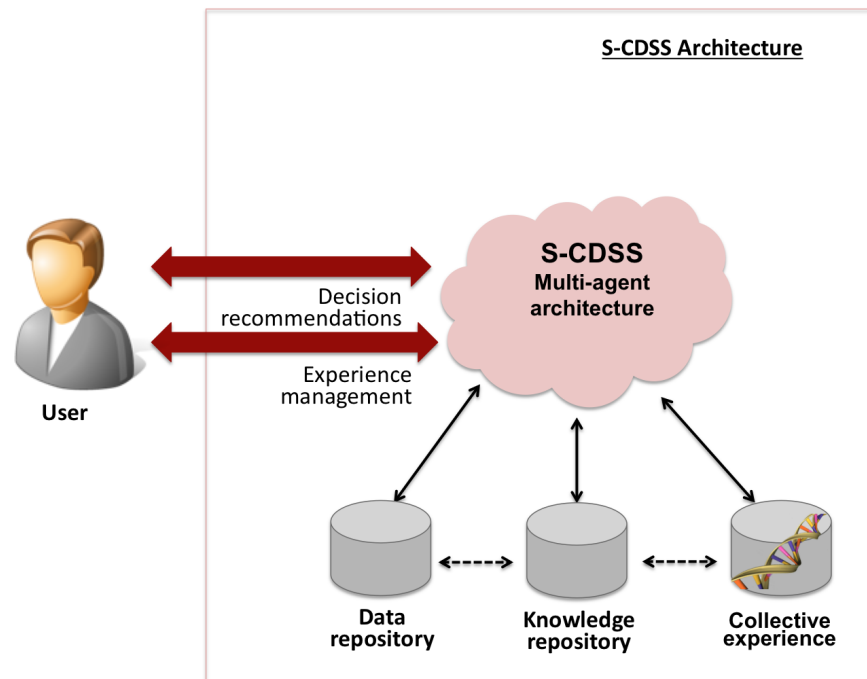 S-CDSS Architecture
S-CDSS
Multi-agent
architecture
Decision
recommendations
Experience
management
User
Data
repository
Knowledge
repository
Collective
experience